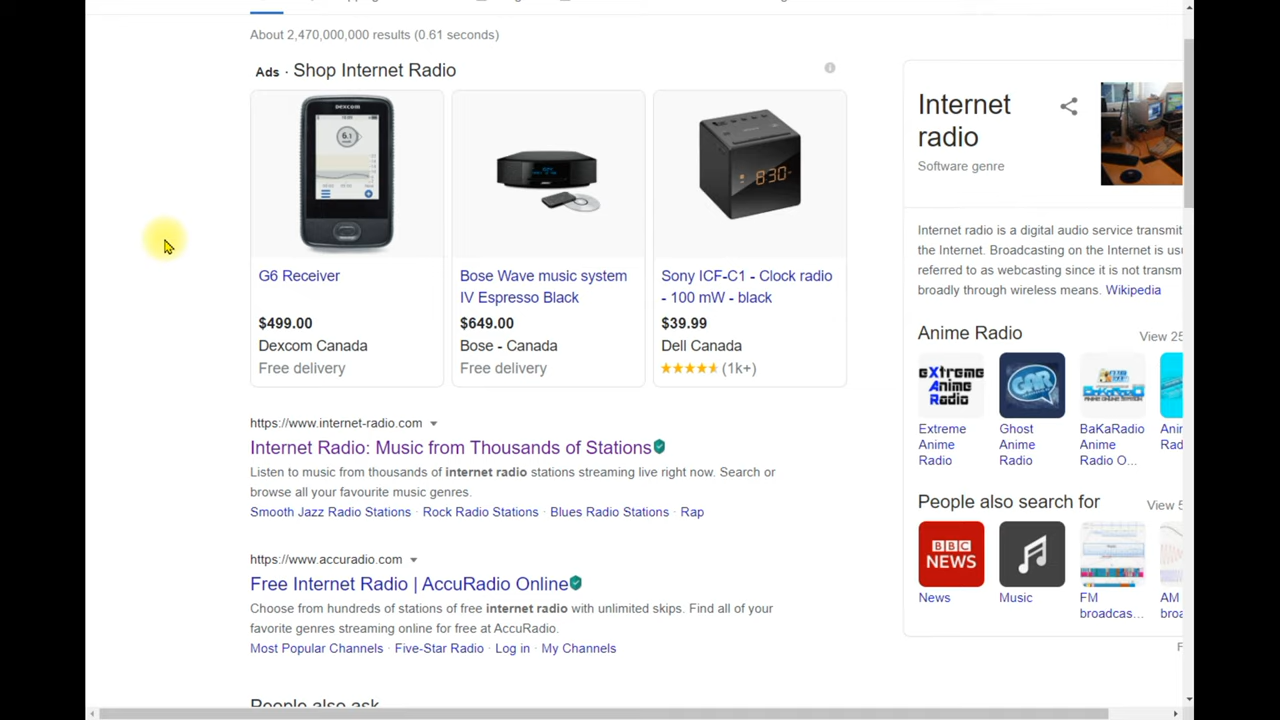 About 2,470,000,000 results (0.61 seconds)
Ads · Shop Internet Radio
DEXCOM
6.1
G6 Receiver
$499.00
Dexcom Canada
Free delivery
Bose Wave music system
IV Espresso Black
$649.00
Bose - Canada
Free delivery
8:30
Sony ICF-C1 - Clock radio
- 100 mW - black
$39.99
Dell Canada
(1k+)
https://www.internet-radio.com
Internet Radio: Music from Thousands of Stations
Listen to music from thousands of internet radio stations streaming live right now. Search or
browse all your favourite music genres.
Smooth Jazz Radio Stations · Rock Radio Stations · Blues Radio Stations · Rap
https://www.accuradio.com
Free Internet Radio | AccuRadio Online
Choose from hundreds of stations of free internet radio with unlimited skips. Find all of your
favorite genres streaming online for free at AccuRadio.
Most Popular Channels · Five-Star Radio · Log in · My Channels
People also ask
Internet
radio
Software genre
Internet radio is a digital audio service transmit
the Internet. Broadcasting on the Internet is us
referred to as webcasting since it is not transm
broadly through wireless means. Wikipedia
Anime Radio
View 25
eXtreme
Anime
Radio
Extreme
Anime
Radio
GAR
Ghost
Anime
Radio
BaKaRadio
Anime
Radio O...
Ani
Rad
People also search for
View 5
BBC
NEWS
News
Music
FM
broadcas...
AM
broa
F